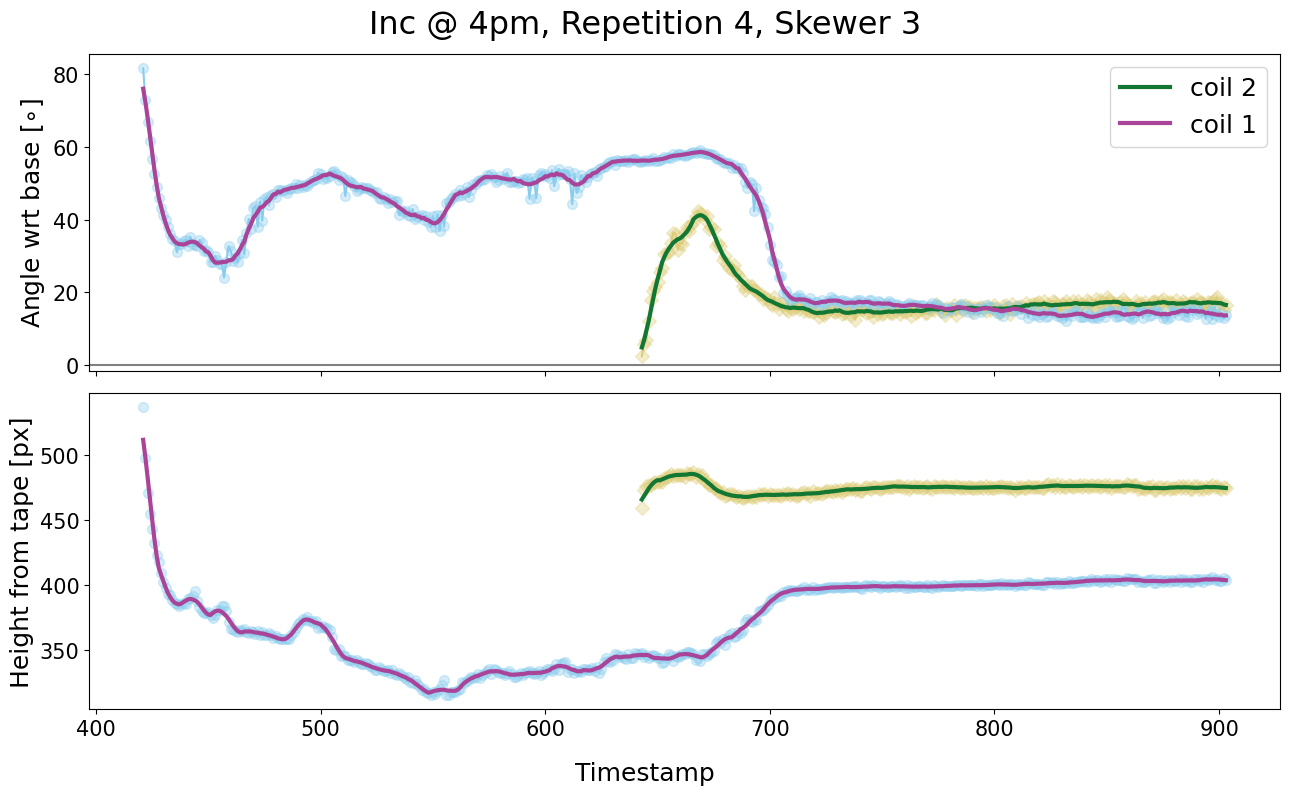 Inc @ 4pm, Repetition 4, Skewer 3
Angle wrt base [∘]
80
60
40
20
0
coil 2
coil 1
Height from tape [px]
500
450
400
350
400 500 600 700 800 900
Timestamp